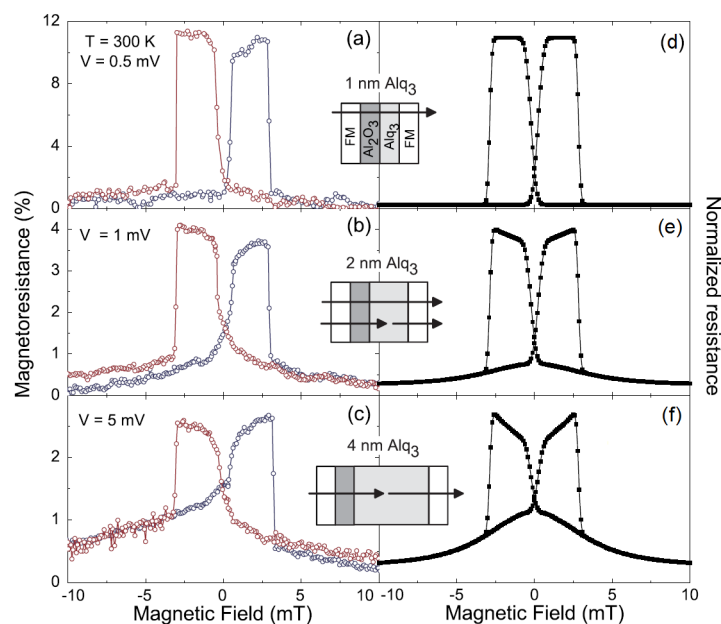 12
8
4
0
T = 300 K
V = 0.5 mV
(a)
(d)
1 nm Alq3
FM
Al2O3
Alq3
FM
4
3
2
1
0
V = 1 mV
(b)
(e)
2 nm Alq3
2
1
0
V = 5 mV
(c)
(f)
4 nm Alq3
-10
-5
0
5
10
-10
-5
0
5
10
Magnetic Field (mT)
Magnetic Field (mT)
Magnetoresistance (%)
Normalized resistance